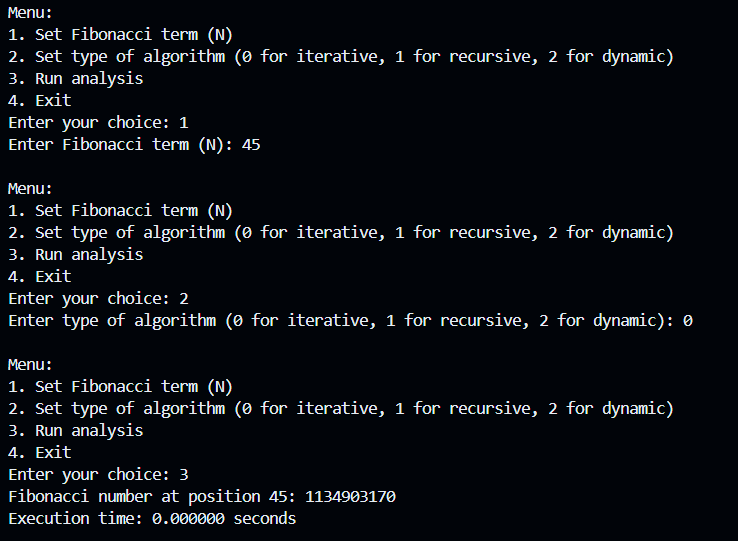 Menu:
1. Set Fibonacci term (N)
2. Set type of algorithm (0 for iterative, 1 for recursive, 2 for dynamic)
3. Run analysis
4. Exit
Enter your choice: 1
Enter Fibonacci term (N): 45

Menu:
1. Set Fibonacci term (N)
2. Set type of algorithm (0 for iterative, 1 for recursive, 2 for dynamic)
3. Run analysis
4. Exit
Enter your choice: 2
Enter type of algorithm (0 for iterative, 1 for recursive, 2 for dynamic): 0

Menu:
1. Set Fibonacci term (N)
2. Set type of algorithm (0 for iterative, 1 for recursive, 2 for dynamic)
3. Run analysis
4. Exit
Enter your choice: 3
Fibonacci number at position 45: 1134903170
Execution time: 0.000000 seconds